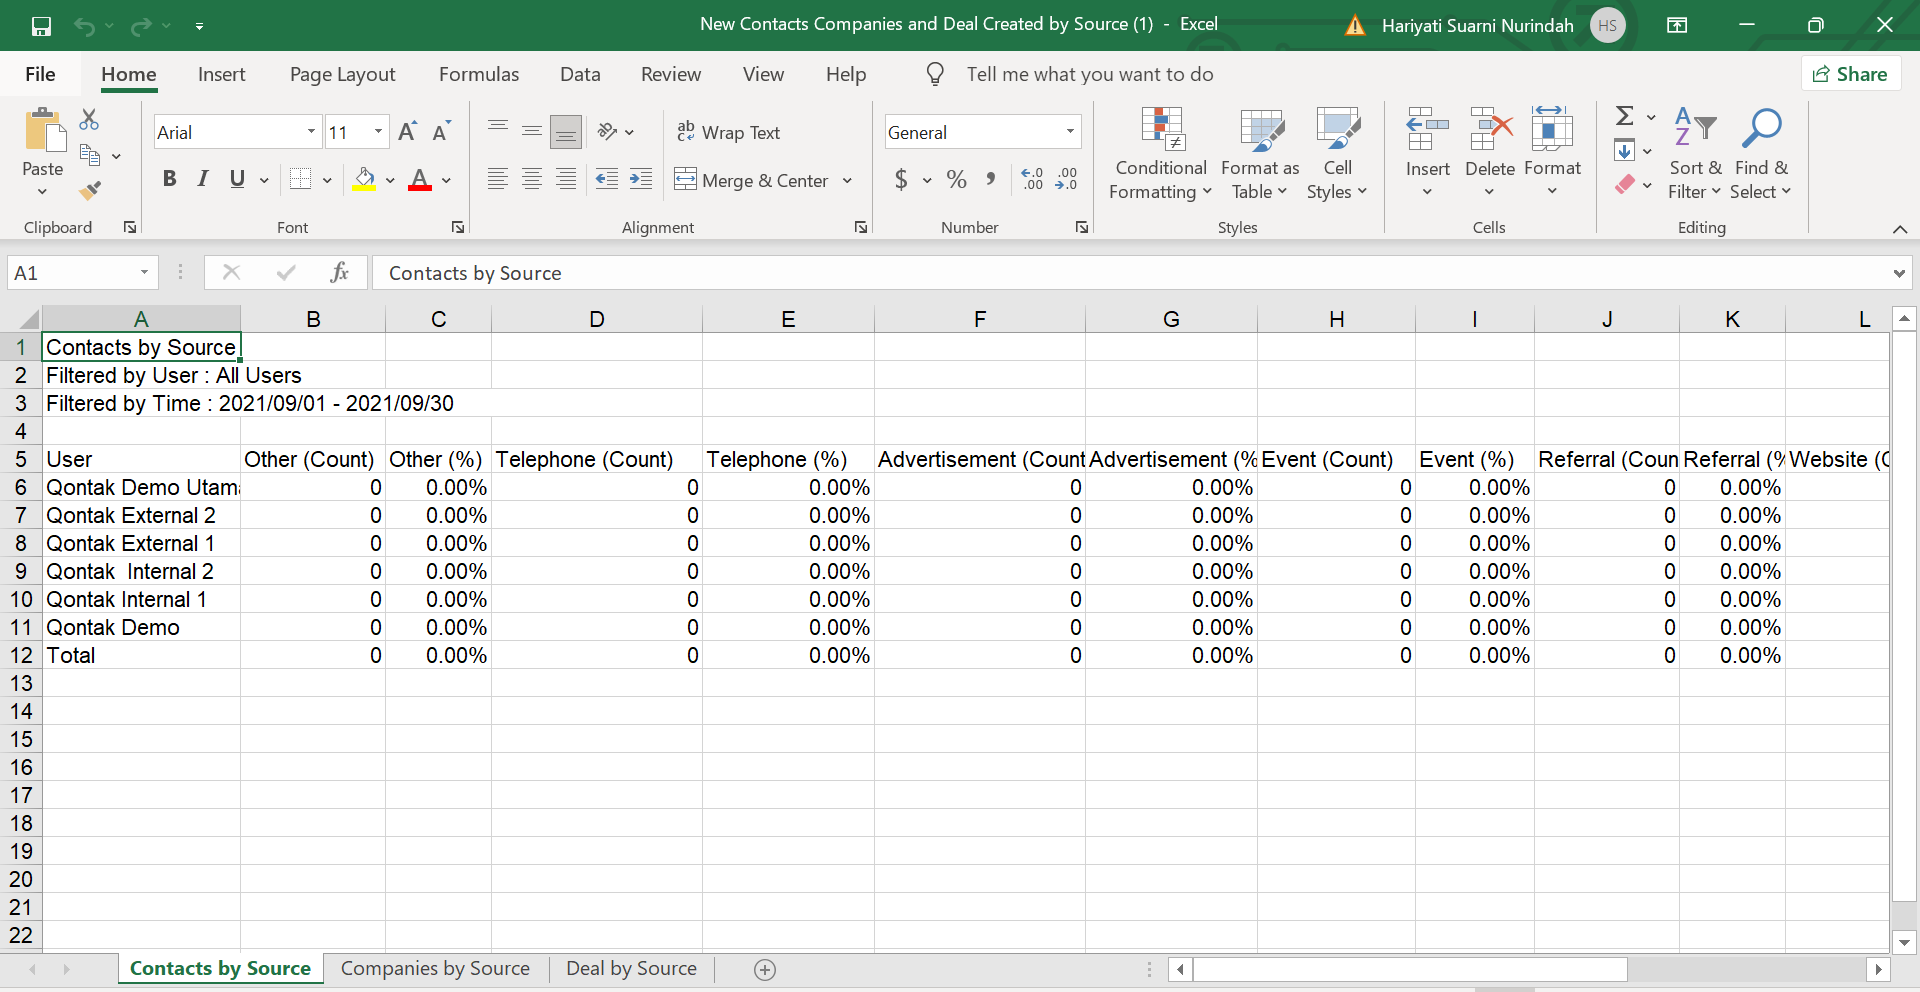 New Contacts Companies and Deal Created by Source (1) - Excel
Hariyati Suarni Nurindah HS
File Home Insert Page Layout Formulas Data Review View Help Tell me what you want to do Share
Paste
Arial 11
B I U A
Wrap Text
Merge & Center
General
$ % ,
Conditional Formatting
Format as Table
Cell Styles
Insert Delete Format
Sort & Filter
Find & Select
Clipboard Font Alignment Number Styles Cells Editing
A1 fx Contacts by Source
A B C D E F G H I J K L
1 Contacts by Source
2 Filtered by User : All Users
3 Filtered by Time : 2021/09/01 - 2021/09/30
4
5 User Other (Count) Other (%) Telephone (Count) Telephone (%) Advertisement (Count Advertisement (% Event (Count) Event (%) Referral (Coun Referral (% Website (
6 Qontak Demo Utam 0 0.00% 0 0.00% 0 0.00% 0 0.00% 0 0.00%
7 Qontak External 2 0 0.00% 0 0.00% 0 0.00% 0 0.00% 0 0.00%
8 Qontak External 1 0 0.00% 0 0.00% 0 0.00% 0 0.00% 0 0.00%
9 Qontak  Internal 2 0 0.00% 0 0.00% 0 0.00% 0 0.00% 0 0.00%
10 Qontak Internal 1 0 0.00% 0 0.00% 0 0.00% 0 0.00% 0 0.00%
11 Qontak Demo 0 0.00% 0 0.00% 0 0.00% 0 0.00% 0 0.00%
12 Total 0 0.00% 0 0.00% 0 0.00% 0 0.00% 0 0.00%
13
14
15
16
17
18
19
20
21
22
Contacts by Source Companies by Source Deal by Source